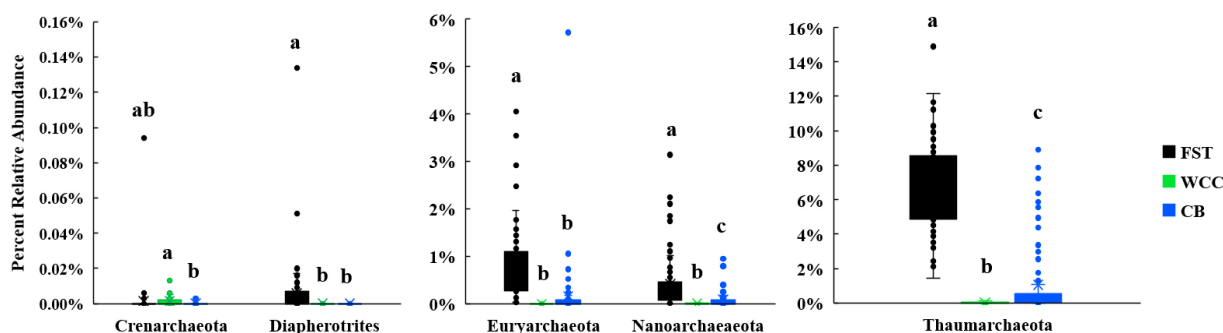 Percent Relative Abundance
0.16%
0.14%
0.12%
0.10%
0.08%
0.06%
0.04%
0.02%
0.00%
ab
a
b
a
b
b
Crenarchaeota
Diapherotrites
6%
5%
4%
3%
2%
1%
0%
a
b
b
a
b
c
Euryarchaeota
Nanoarchaeaeota
16%
14%
12%
10%
8%
6%
4%
2%
0%
a
b
c
Thaumarchaeota
FST
WCC
CB